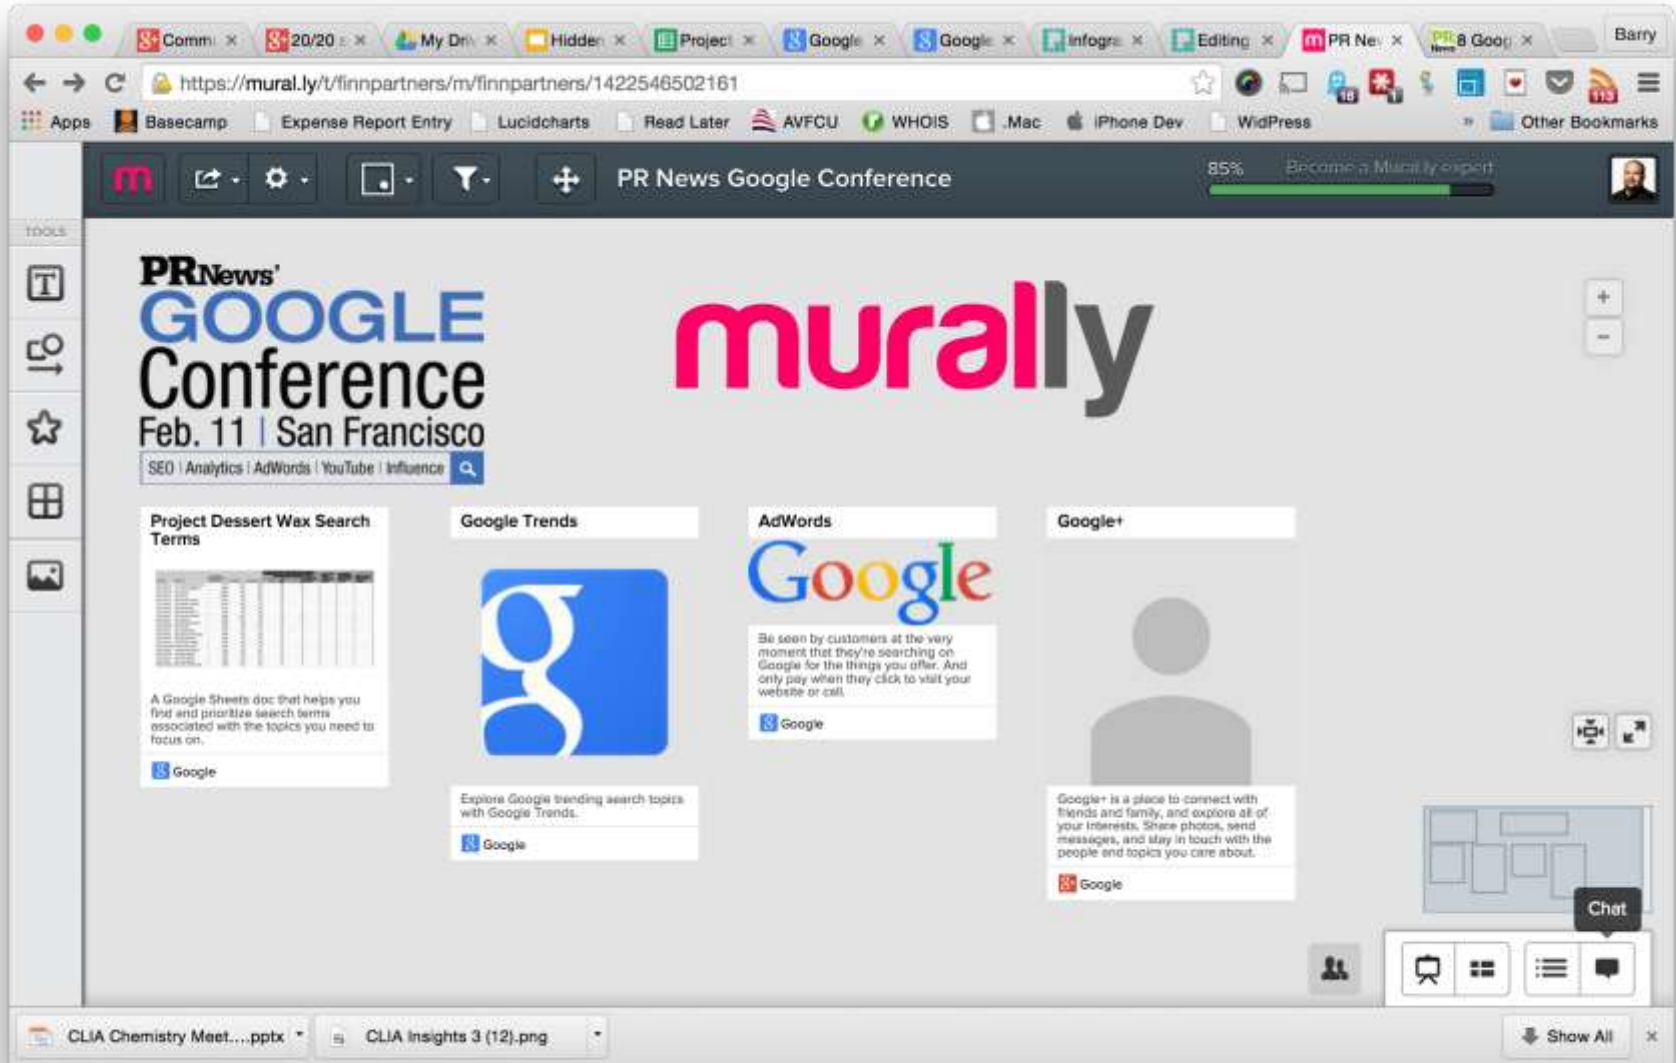 Comm
20/20
My Dri
Hidden
Project
Google
Google
Infogra
Editing
PR Nev
8 Goog
Barry
https://mural.ly/t/finnpartners/m/finnpartners/1422546502161
18
1
113
Apps
Basecamp
Expense Report Entry
Lucidcharts
Read Later
AVFCU
WHOIS
.Mac
iPhone Dev
WidPress
»
Other Bookmarks
m
PR News Google Conference
85%
Become a Mural.ly expert
TOOLS
T
PRNews'
GOOGLE
Conference
Feb. 11 | San Francisco
SEO | Analytics | AdWords | YouTube | Influence
murally
+
-
Project Dessert Wax Search
Terms
A Google Sheets doc that helps you
find and prioritize search terms
associated with the topics you need to
focus on.
Google
Google Trends
g
Explore Google trending search topics
with Google Trends.
Google
AdWords
Google
Be seen by customers at the very
moment that they're searching on
Google for the things you offer. And
only pay when they click to visit your
website or call.
Google
Google+
Google+ is a place to connect with
friends and family, and explore all of
your interests. Share photos, send
messages, and stay in touch with the
people and topics you care about.
Google
Chat
CLIA Chemistry Meet....pptx
CLIA Insights 3 (12).png
Show All